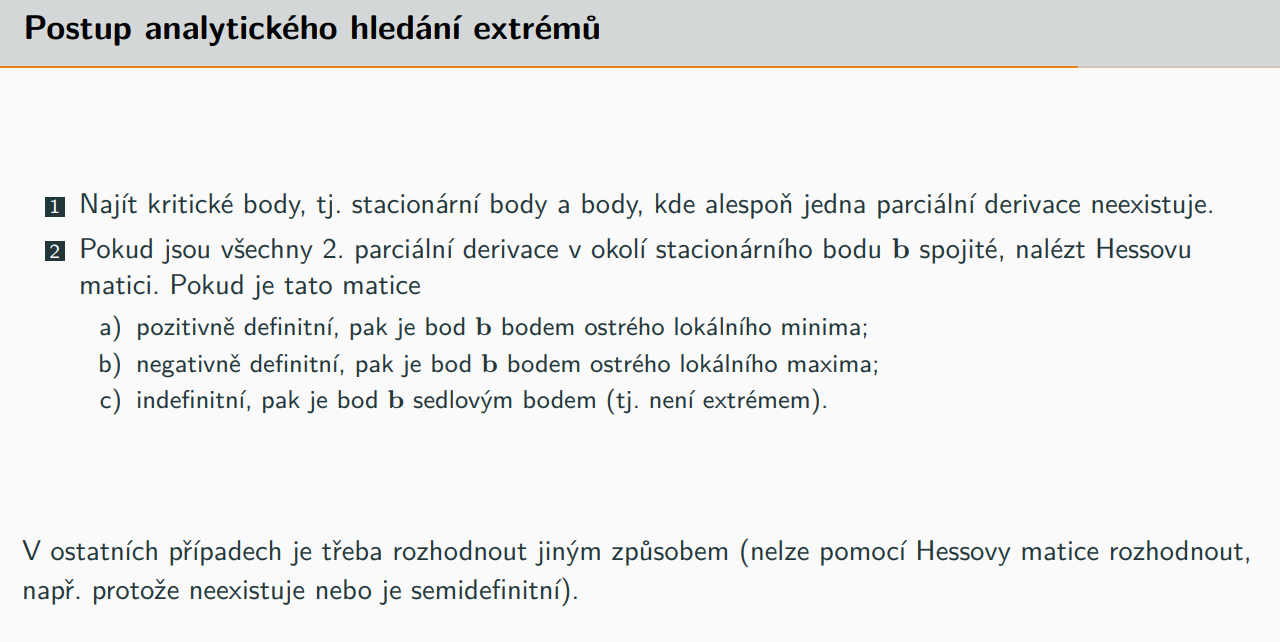 Postup analytického hledání extrémů
1 Najít kritické body, tj. stacionární body a body, kde alespoň jedna parciální derivace neexistuje.
2 Pokud jsou všechny 2. parciální derivace v okolí stacionárního bodu b spojité, nalézt Hessovu
matici. Pokud je tato matice
a) pozitivně definitní, pak je bod b bodem ostrého lokálního minima;
b) negativně definitní, pak je bod b bodem ostrého lokálního maxima;
c) indefinitní, pak je bod b sedlovým bodem (tj. není extrémem).
V ostatních případech je třeba rozhodnout jiným způsobem (nelze pomocí Hessovy matice rozhodnout,
např. protože neexistuje nebo je semidefinitní).